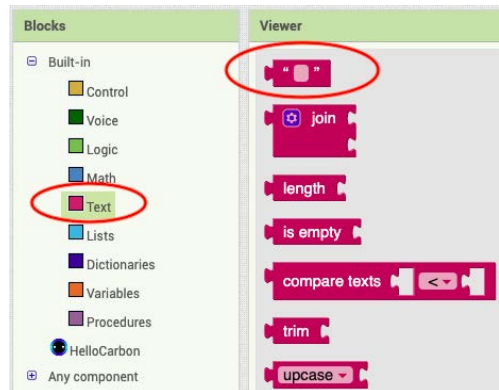 Blocks
Built-in
Control
Voice
Logic
Math
Text
Lists
Dictionaries
Variables
Procedures
HelloCarbon
Any component
Viewer
“ ”
join
length
is empty
compare texts <
trim
upcase